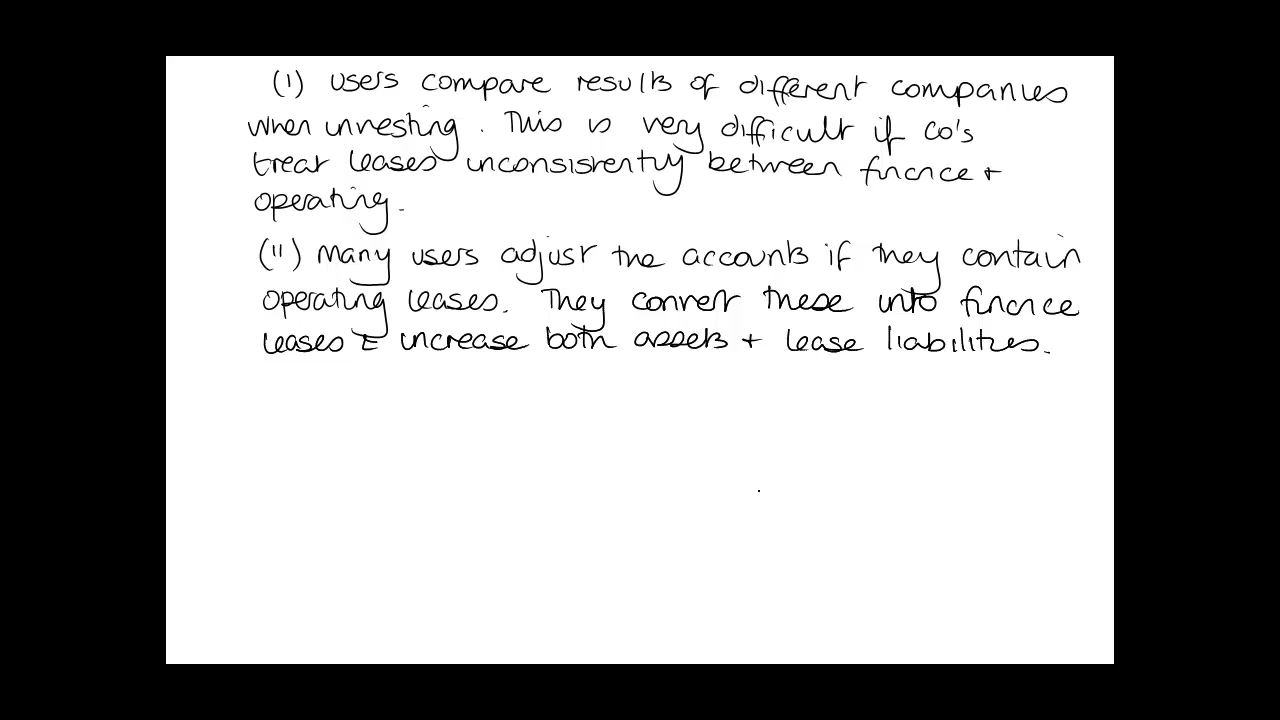 (i) users compare results of different companies
when investing. This is very difficult if co's
treat leases inconsistently between finance +
operating.
(ii) Many users adjust the accounts if they contain
operating leases. They convert these into finance
leases & increase both assets + lease liabilities.